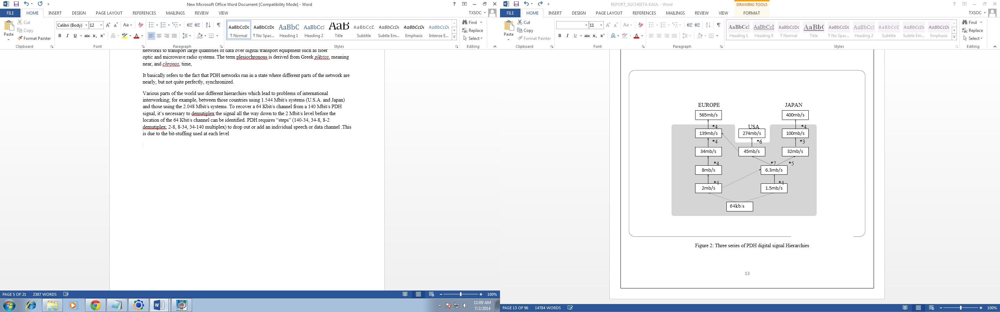 New Microsoft Office Word Document [Compatibility Mode] - Word
FILE HOME INSERT DESIGN PAGE LAYOUT REFERENCES MAILINGS REVIEW VIEW TXSOC
Paste
Cut
Copy
Format Painter
Clipboard
Calibri (Body) 12
Font
Paragraph
AaBbCcDc AaBbCcDc AaBbC AaBbCcI AaB AaBbCcD AaBbCcDc AaBbCcDc AaBbCcDc
¶ Normal ¶ No Spac... Heading 1 Heading 2 Title Subtitle Subtle Em... Emphasis Intense E...
Styles
Find
Replace
Select
Editing
networks to transport large quantities of data over digital transport equipment such as fiber
optic and microwave radio systems. The term plesiochronous is derived from Greek plēsios, meaning
near, and chronos, time,
It basically refers to the fact that PDH networks run in a state where different parts of the network are
nearly, but not quite perfectly, synchronized.
Various parts of the world use different hierarchies which lead to problems of international
interworking; for example, between those countries using 1.544 Mbit/s systems (U.S.A. and Japan)
and those using the 2.048 Mbit/s systems. To recover a 64 Kbit/s channel from a 140 Mbit/s PDH
signal, it’s necessary to demutiplex the signal all the way down to the 2 Mbit/s level before the
location of the 64 Kbit/s channel can be identified. PDH requires “steps” (140-34, 34-8, 8-2
demutiplex; 2-8, 8-34, 34-140 multiplex) to drop out or add an individual speech or data channel .This
is due to the bit-stuffing used at each level
PAGE 5 OF 21 2387 WORDS 100%
11:09 AM
7/2/2014
REPORT_SUCHEETA KAUL - Word
DRAWING TOOLS
FILE HOME INSERT DESIGN PAGE LAYOUT REFERENCES MAILINGS REVIEW VIEW FORMAT TXSOC
Paste
Cut
Copy
Format Painter
Clipboard
11
Font
Paragraph
AaBbCcI AaBbCcI AaBbCcDc AaBbC AaBbCcDc AaBbCcI AaBbCcD AaBbCcDc AaBbCcDc
Heading 1 Heading 9 ¶ Normal Title ¶ No Spac... Heading 2 Subtitle Subtle Em... Emphasis
Styles
Find
Replace
Select
Editing
EUROPE JAPAN
565mb/s 400mb/s
*4 USA *4
139mb/s 274mb/s 100mb/s
*4 *6 *3
34mb/s 45mb/s 32mb/s
*4 *7 *5
8mb/s 6.3mb/s
*4 *4
2mb/s 1.5mb/s
64kb/s
Figure 2: Three series of PDH digital signal Hierarchies
13
PAGE 13 OF 96 14784 WORDS 100%